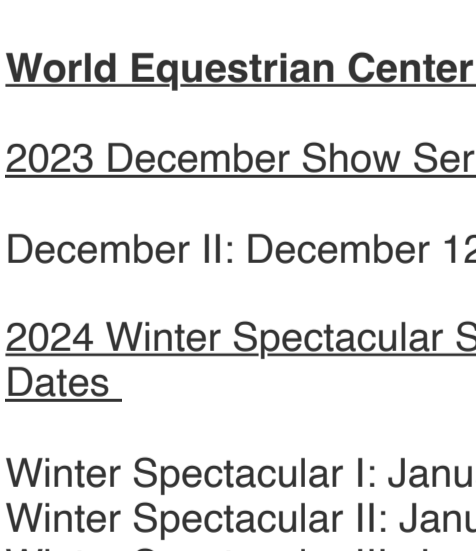 World Equestrian Center
2023 December Show Ser
December II: December 12
2024 Winter Spectacular S
Dates
Winter Spectacular I: Janu
Winter Spectacular II: Janu